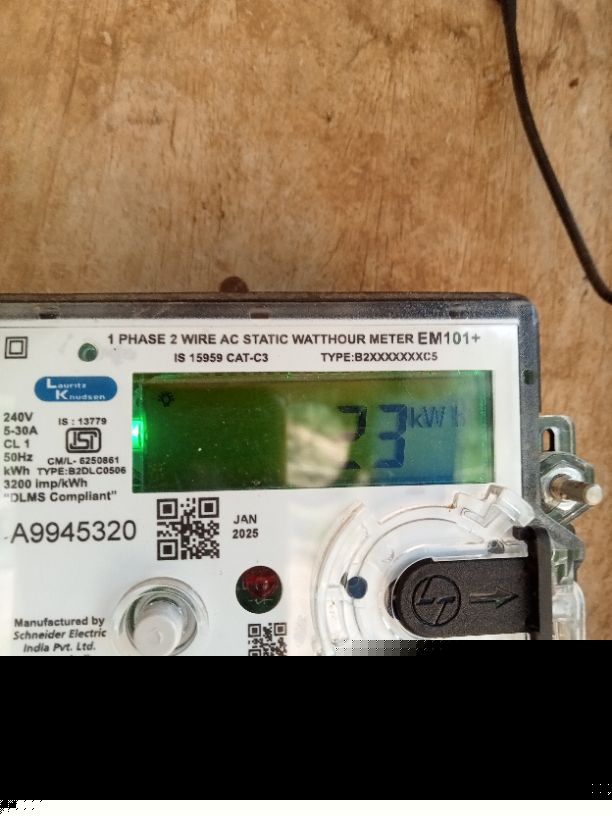 1 PHASE 2 WIRE AC STATIC WATTHOUR METER EM101+
IS 15959 CAT-C3 TYPE:B2XXXXXXXC5
Lauritz
Knudsen
240V
5-30A
CL 1
50Hz
kWh
3200 imp/kWh
"DLMS Compliant"
IS : 13779
ISI
CM/L- 6250861
TYPE:B2DLC0506
23 kWh
A9945320
JAN
2025
LT
Manufactured by
Schneider Electric
India Pvt. Ltd.